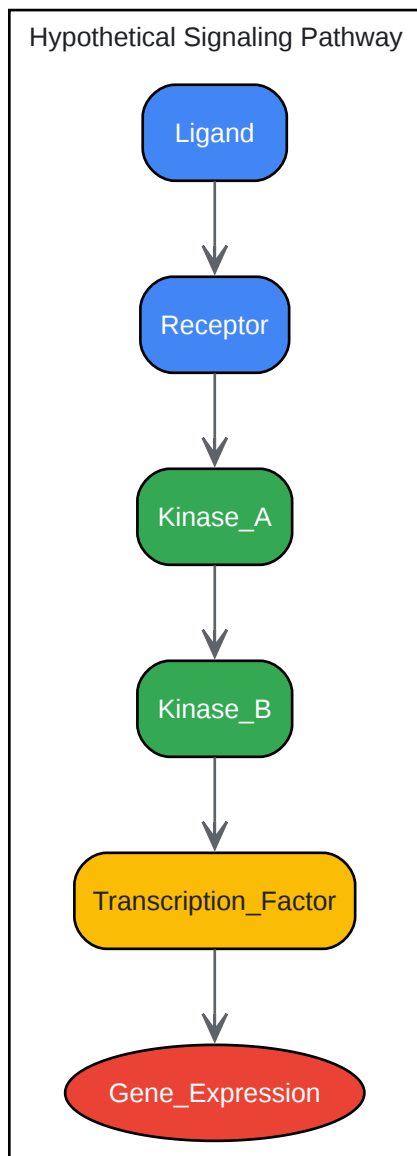 Hypothetical Signaling Pathway
Ligand
Receptor
Kinase_A
Kinase_B
Transcription_Factor
Gene_Expression